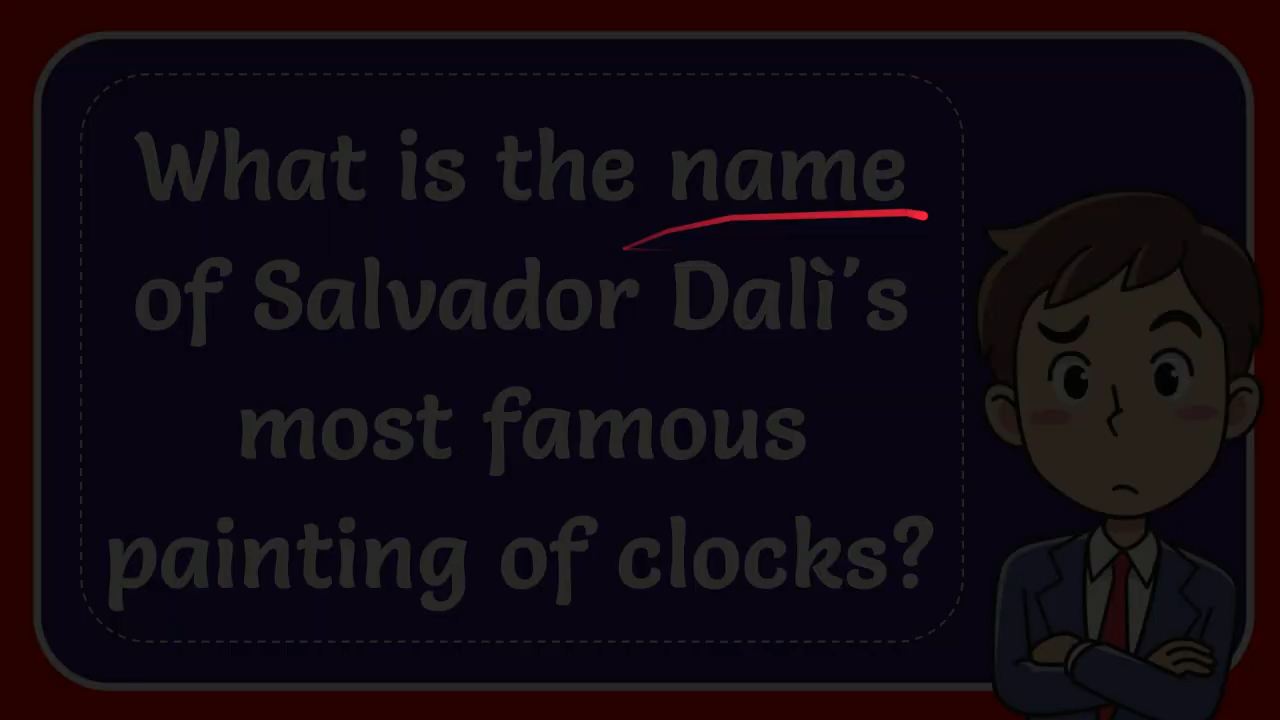 What is the name
of Salvador Dalì's
most famous
painting of clocks?